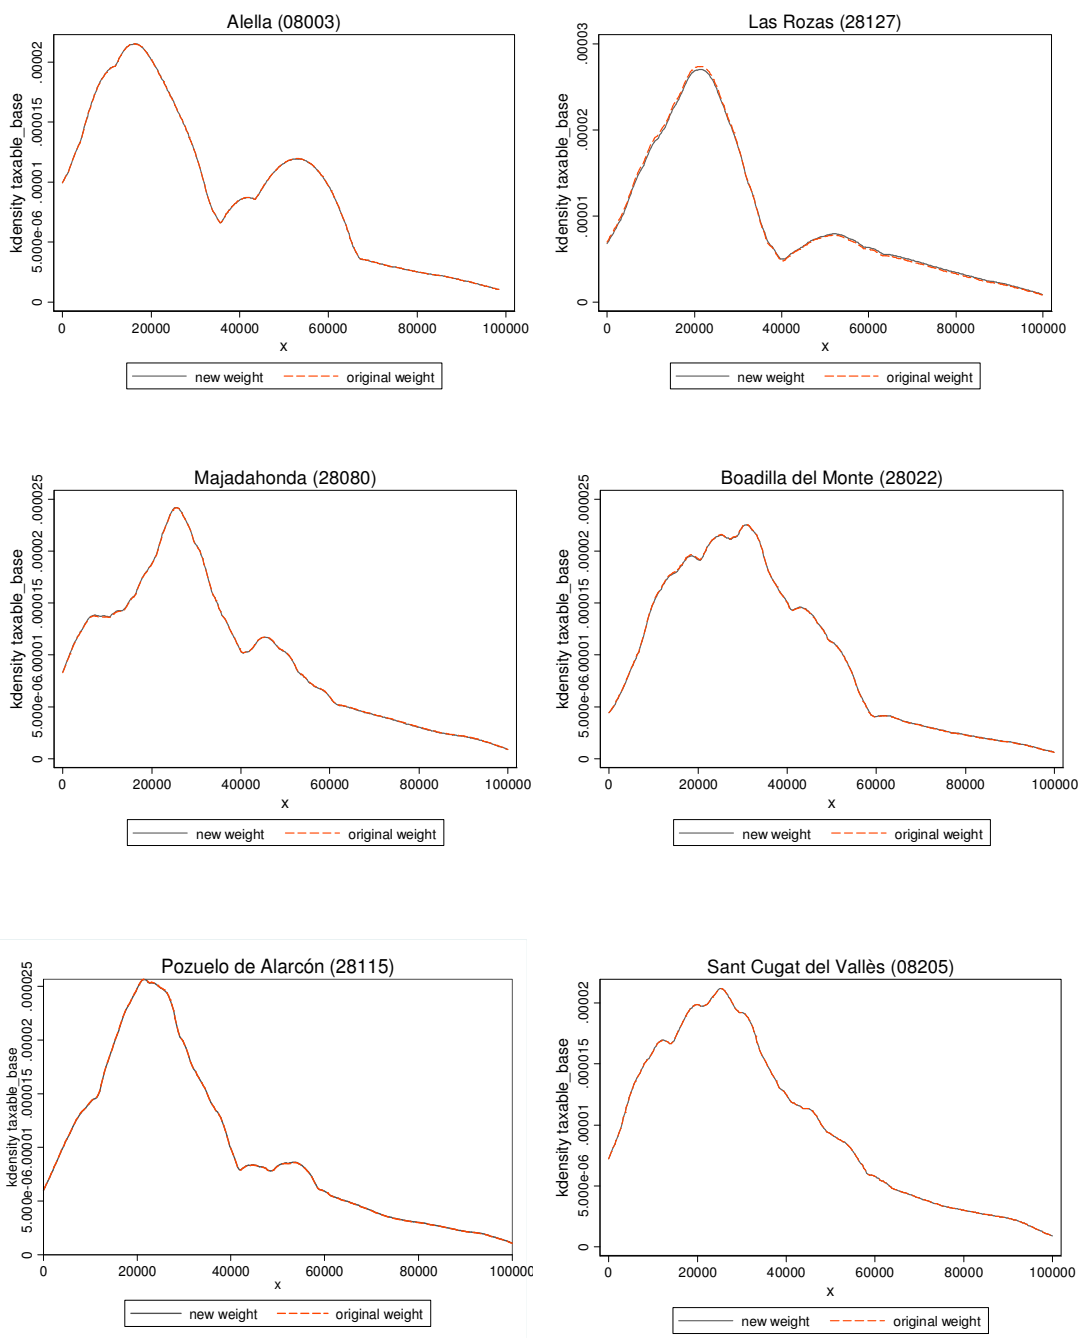 Alella (08003)
kdensity taxable_base
0 5.000e-06 .00001 .000015 .00002
0 20000 40000 60000 80000 100000
x
new weight original weight
Las Rozas (28127)
kdensity taxable_base
0 .00001 .00002 .00003
0 20000 40000 60000 80000 100000
x
new weight original weight
Majadahonda (28080)
kdensity taxable_base
0 5.000e-06 .00001 .000015 .00002 .000025
0 20000 40000 60000 80000 100000
x
new weight original weight
Boadilla del Monte (28022)
kdensity taxable_base
0 5.000e-06 .00001 .000015 .00002 .000025
0 20000 40000 60000 80000 100000
x
new weight original weight
Pozuelo de Alarcón (28115)
kdensity taxable_base
0 5.000e-06 .00001 .000015 .00002 .000025
0 20000 40000 60000 80000 100000
x
new weight original weight
Sant Cugat del Vallès (08205)
kdensity taxable_base
0 5.000e-06 .00001 .000015 .00002
0 20000 40000 60000 80000 100000
x
new weight original weight